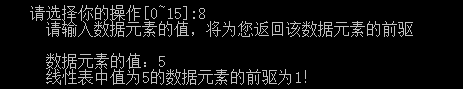 请选择你的操作[0~15]:8
请输入数据元素的值，将为您返回该数据元素的前驱
数据元素的值：5
线性表中值为5的数据元素的前驱为1!